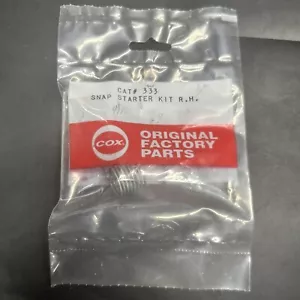 CAT# 333
SNAP STARTER KIT R.H.
COX
ORIGINAL
FACTORY
PARTS